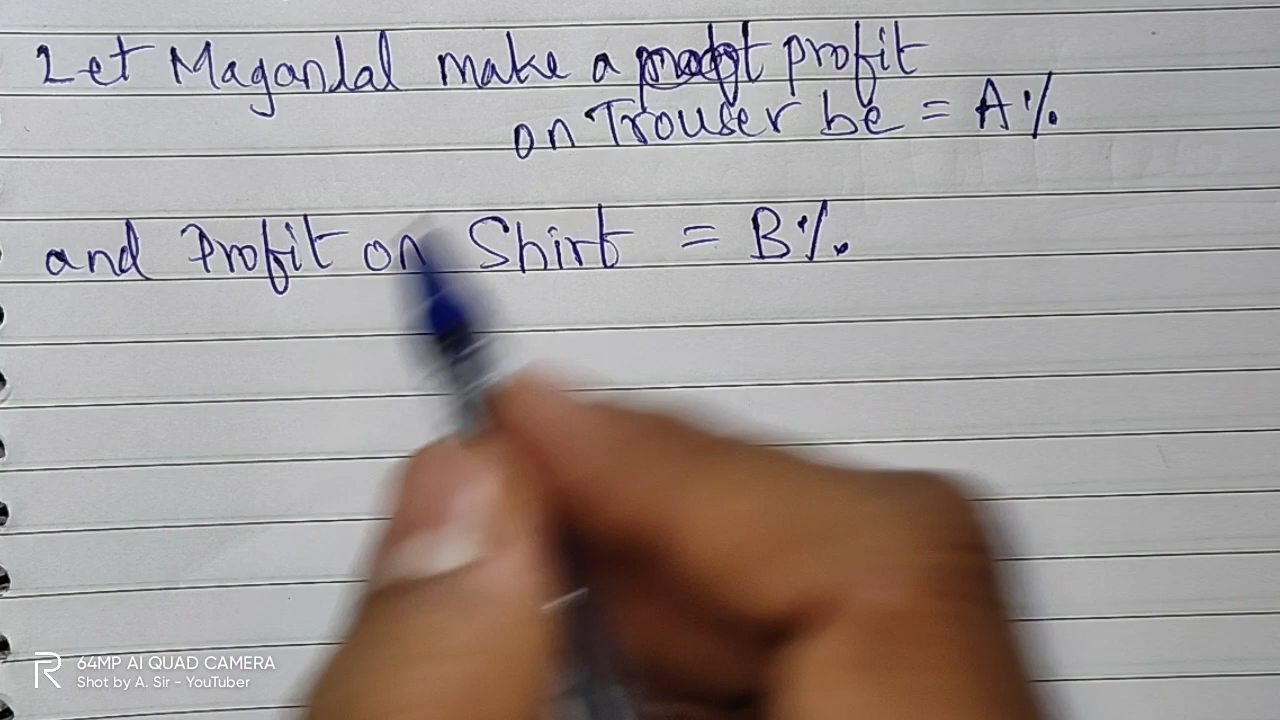 Let Maganlal make a profit
on Trouser be = A%
and Profit on Shirt = B%.
64MP AI QUAD CAMERA
Shot by A. Sir – YouTuber